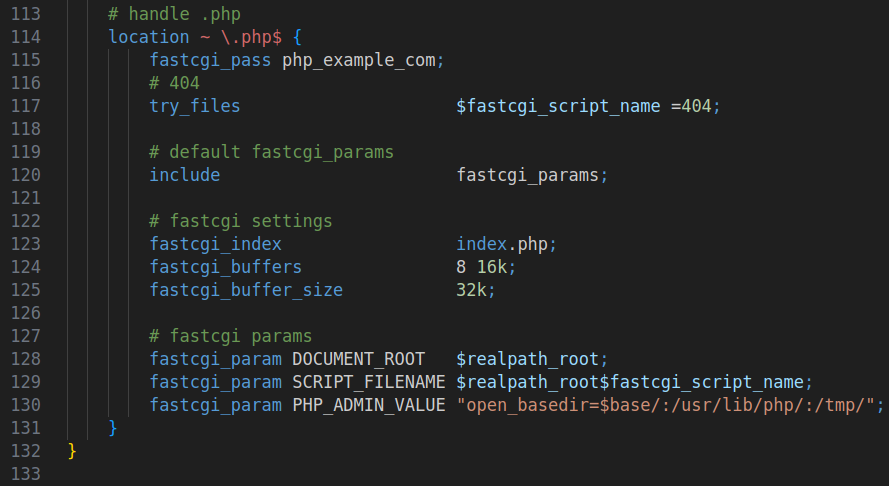 113 # handle .php
114 location ~ \.php$ {
115 fastcgi_pass php_example_com;
116 # 404
117 try_files $fastcgi_script_name =404;
118
119 # default fastcgi_params
120 include fastcgi_params;
121
122 # fastcgi settings
123 fastcgi_index index.php;
124 fastcgi_buffers 8 16k;
125 fastcgi_buffer_size 32k;
126
127 # fastcgi params
128 fastcgi_param DOCUMENT_ROOT $realpath_root;
129 fastcgi_param SCRIPT_FILENAME $realpath_root$fastcgi_script_name;
130 fastcgi_param PHP_ADMIN_VALUE "open_basedir=$base/:/usr/lib/php/:/tmp/";
131 }
132 }
133